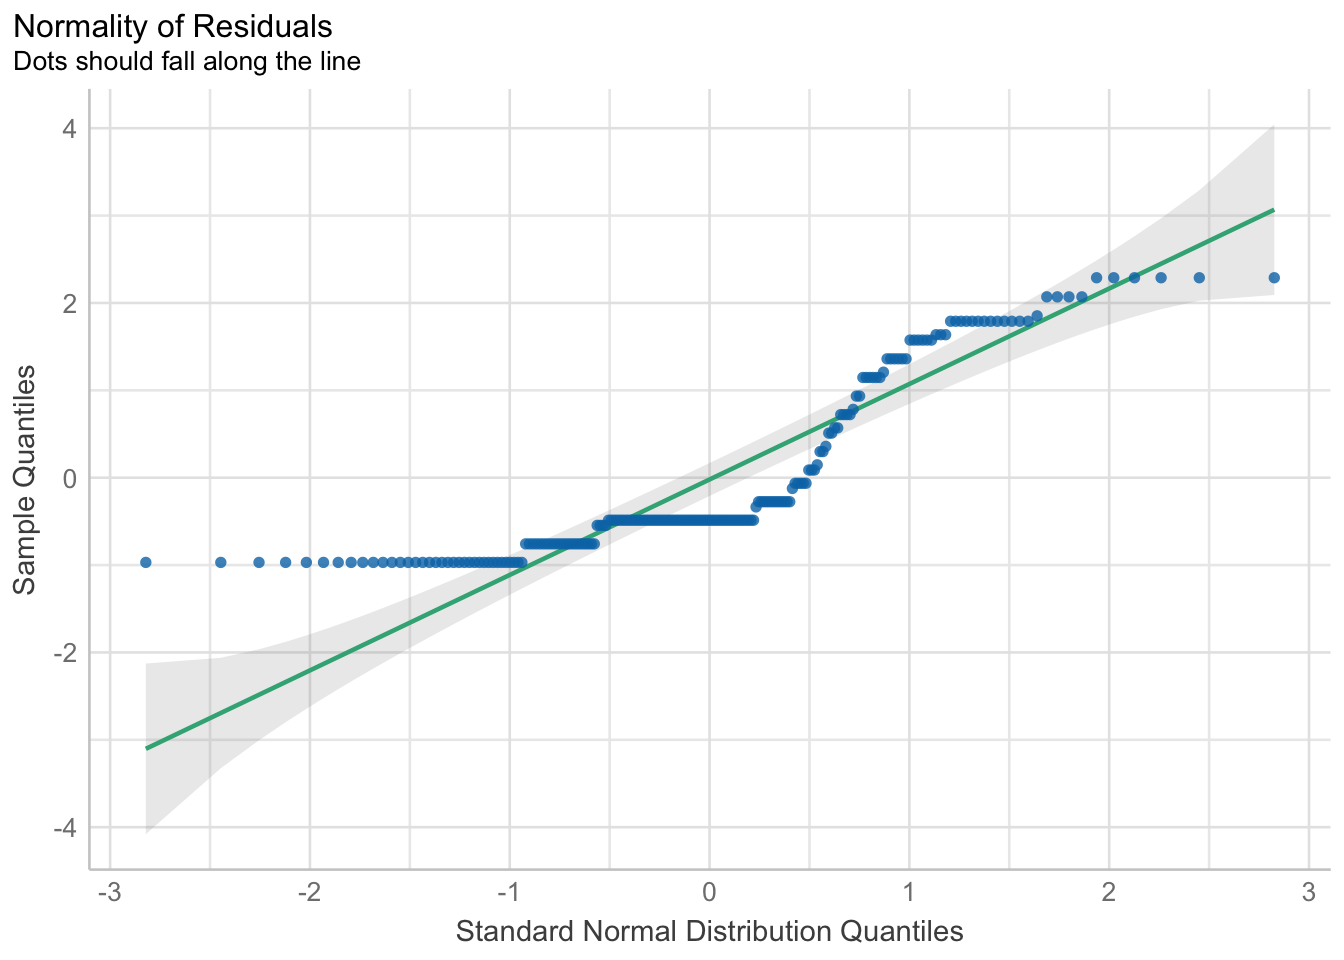 Normality of Residuals
Dots should fall along the line
4
2
0
-2
-4
Sample Quantiles
-3 -2 -1 0 1 2 3
Standard Normal Distribution Quantiles